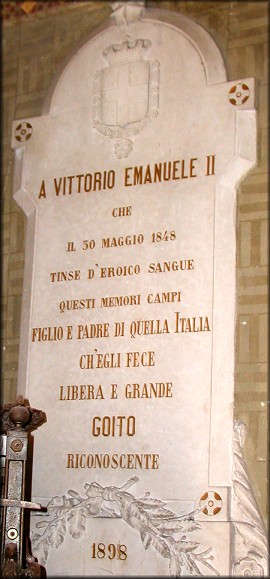 A VITTORIO EMANUELE II
CHE
IL 30 MAGGIO 1848
TINSE D'EROICO SANGUE
QUESTI MEMORI CAMPI
FIGLIO E PADRE DI QUELLA ITALIA
CH'EGLI FECE
LIBERA E GRANDE
GOITO
RICONOSCENTE
1898